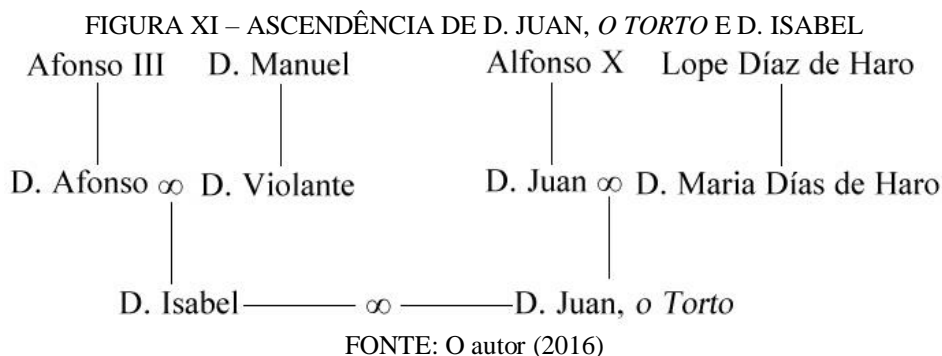 FIGURA XI – ASCENDÊNCIA DE D. JUAN, O TORTO E D. ISABEL
Afonso III D. Manuel Alfonso X Lope Díaz de Haro
D. Afonso ∞ D. Violante D. Juan ∞ D. Maria Días de Haro
D. Isabel ∞ D. Juan, o Torto
FONTE: O autor (2016)